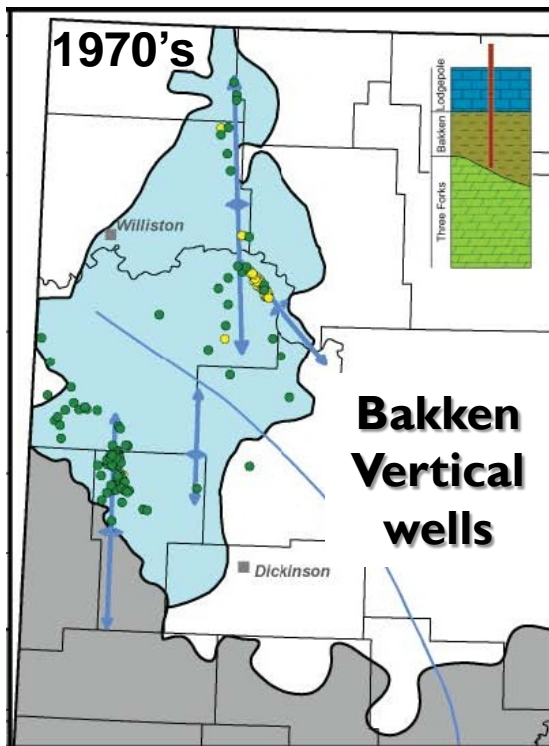 1970's
Lodgepole
Bakken
Three Forks
Williston
Bakken
Vertical
wells
Dickinson